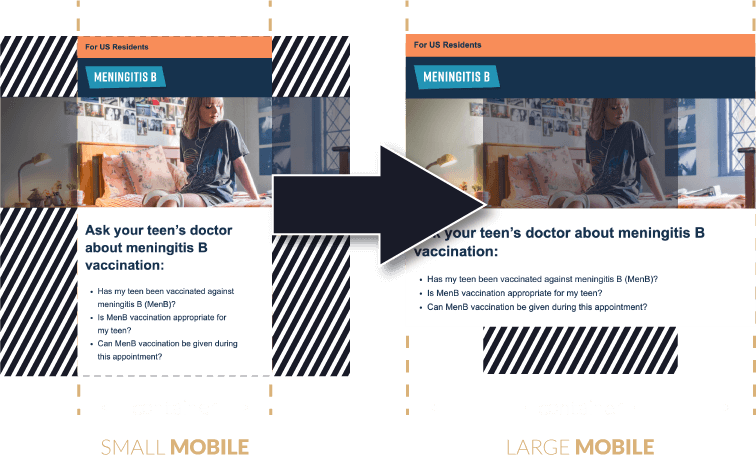 For US Residents
MENINGITIS B
Ask your teen's doctor
about meningitis B
vaccination:
• Has my teen been vaccinated against
meningitis B (MenB)?
• Is MenB vaccination appropriate for
my teen?
• Can MenB vaccination be given during
this appointment?
SMALL MOBILE
For US Residents
MENINGITIS B
your teen's doctor about meningitis B
vaccination:
• Has my teen been vaccinated against meningitis B (MenB)?
• Is MenB vaccination appropriate for my teen?
• Can MenB vaccination be given during this appointment?
LARGE MOBILE